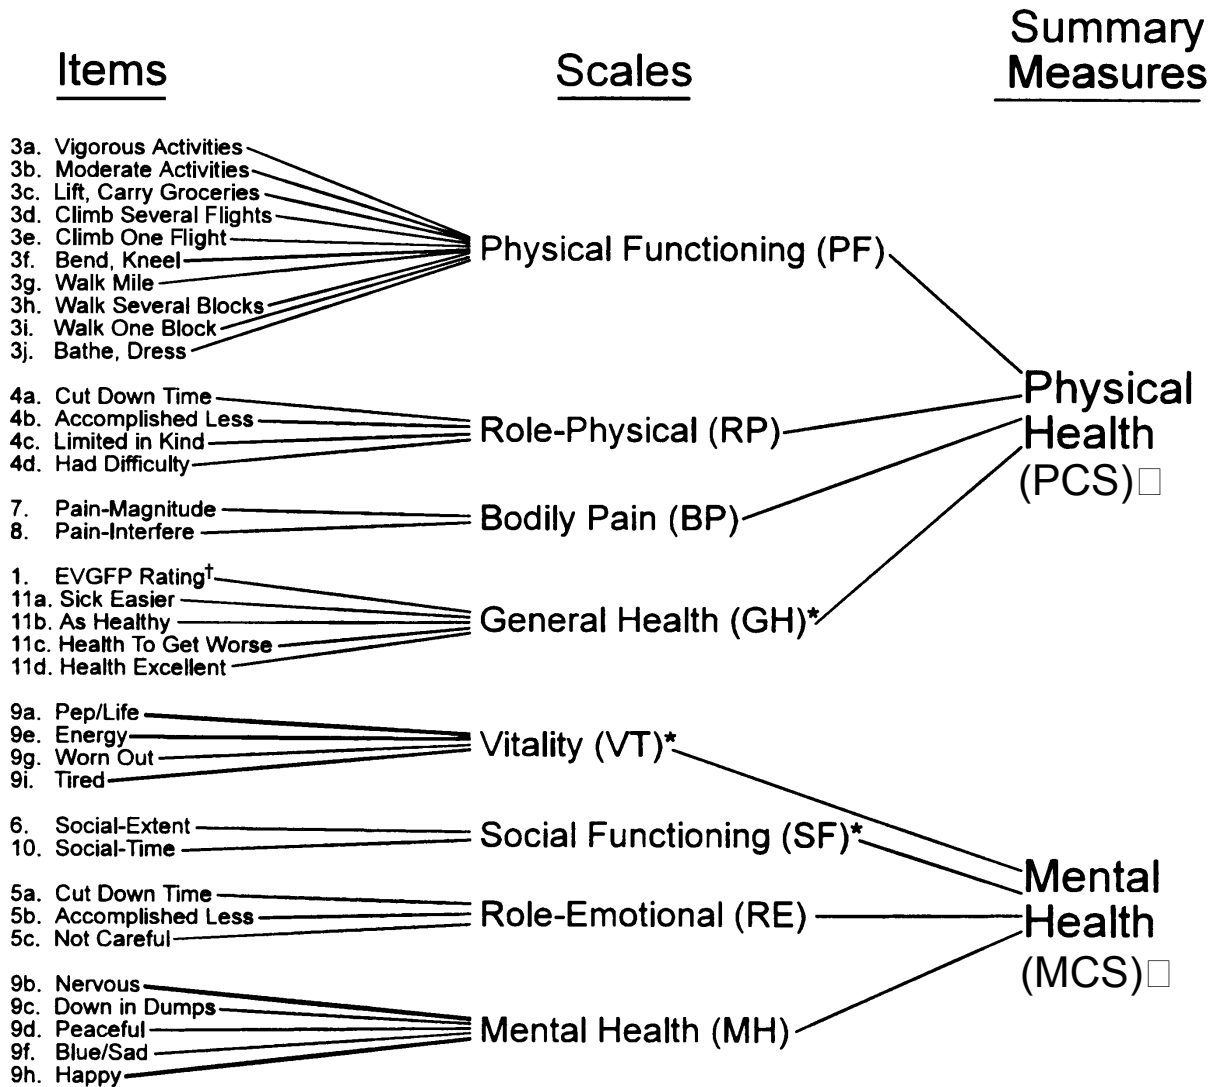 Items
Scales
Summary
Measures
3a. Vigorous Activities
3b. Moderate Activities
3c. Lift, Carry Groceries
3d. Climb Several Flights
3e. Climb One Flight
3f. Bend, Kneel
3g. Walk Mile
3h. Walk Several Blocks
3i. Walk One Block
3j. Bathe, Dress
Physical Functioning (PF)
4a. Cut Down Time
4b. Accomplished Less
4c. Limited in Kind
4d. Had Difficulty
Role-Physical (RP)
7. Pain-Magnitude
8. Pain-Interfere
Bodily Pain (BP)
1. EVGFP Rating†
11a. Sick Easier
11b. As Healthy
11c. Health To Get Worse
11d. Health Excellent
General Health (GH)*
Physical
Health
(PCS)□
9a. Pep/Life
9e. Energy
9g. Worn Out
9i. Tired
Vitality (VT)*
6. Social-Extent
10. Social-Time
Social Functioning (SF)*
5a. Cut Down Time
5b. Accomplished Less
5c. Not Careful
Role-Emotional (RE)
9b. Nervous
9c. Down in Dumps
9d. Peaceful
9f. Blue/Sad
9h. Happy
Mental Health (MH)
Mental
Health
(MCS)□